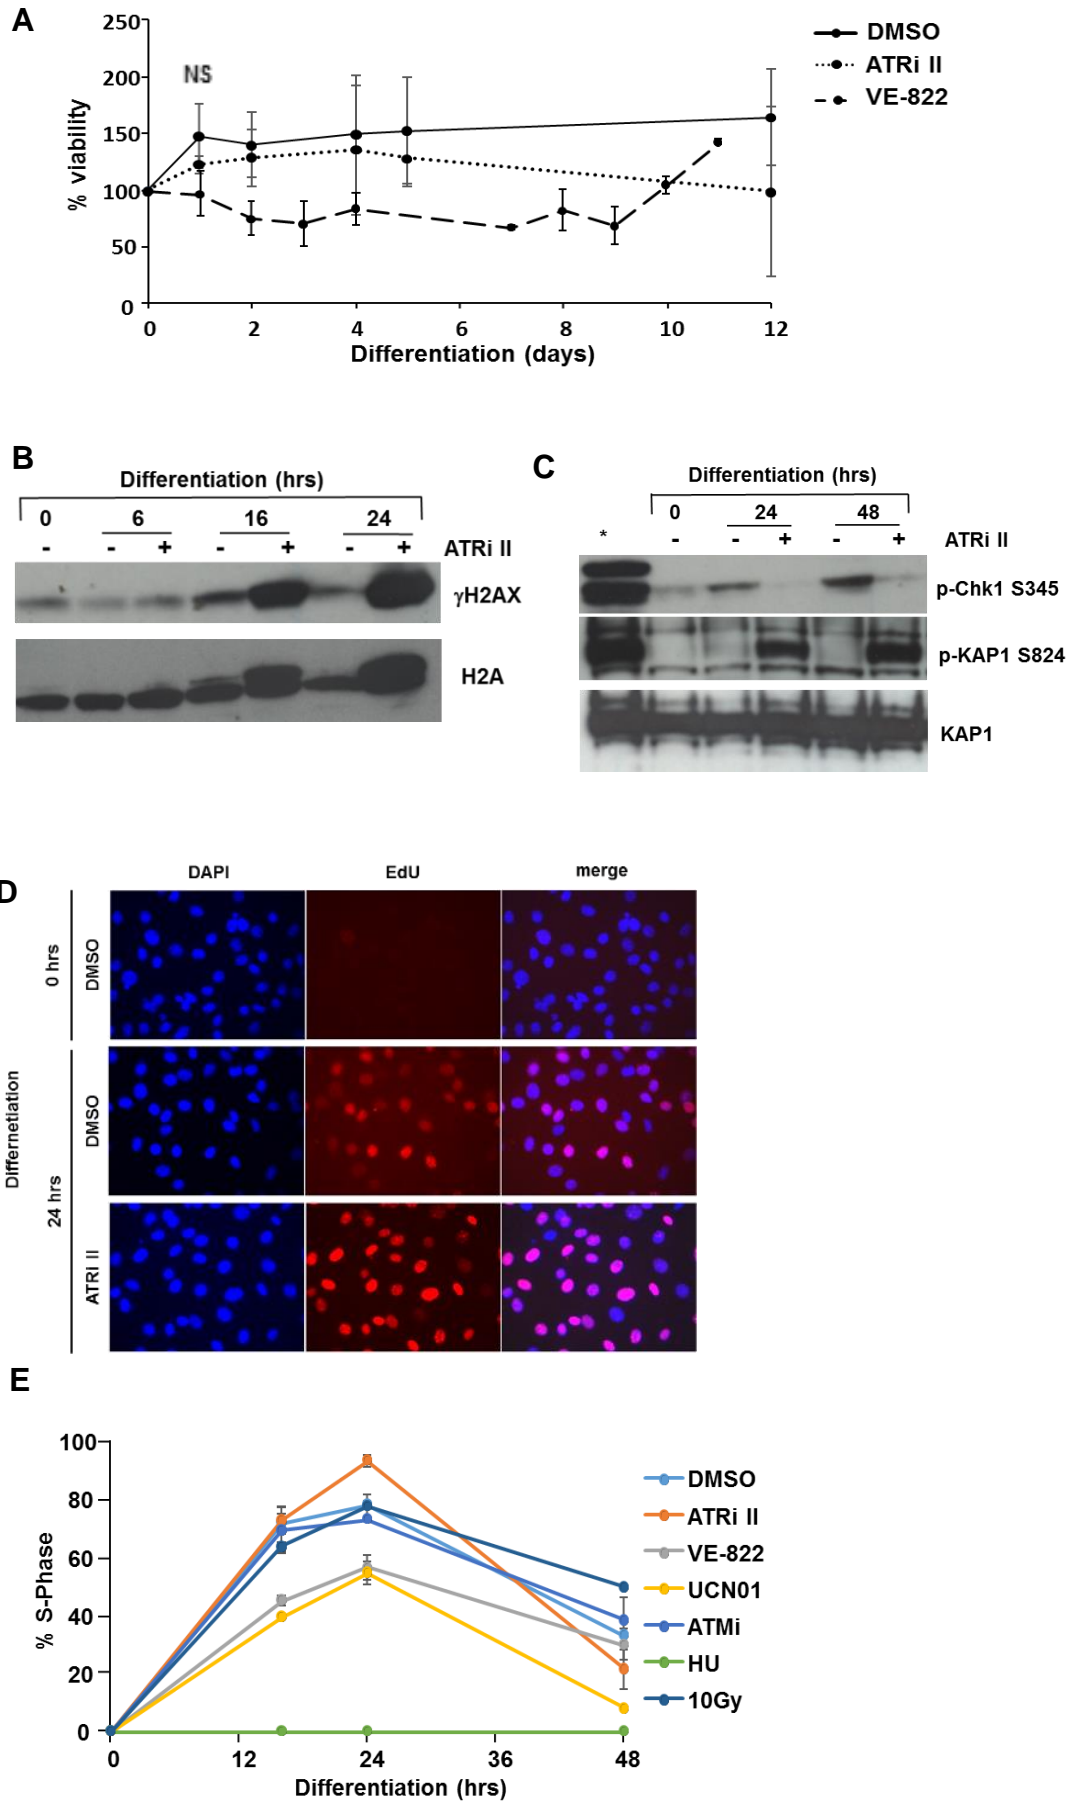 A
250
200
150
100
50
0
% viability
NS
DMSO
ATRi II
VE-822
0 2 4 6 8 10 12
Differentiation (days)
B
Differentiation (hrs)
0 6 16 24
- - + - + - + ATRi II
γH2AX
H2A
C
Differentiation (hrs)
0 24 48
* - - + - + ATRi II
p-Chk1 S345
p-KAP1 S824
KAP1
D
DAPI EdU merge
0 hrs
DMSO
Differnetiation
24 hrs
DMSO
ATRI II
E
100
80
60
40
20
0
% S-Phase
DMSO
ATRi II
VE-822
UCN01
ATMi
HU
10Gy
0 12 24 36 48
Differentiation (hrs)